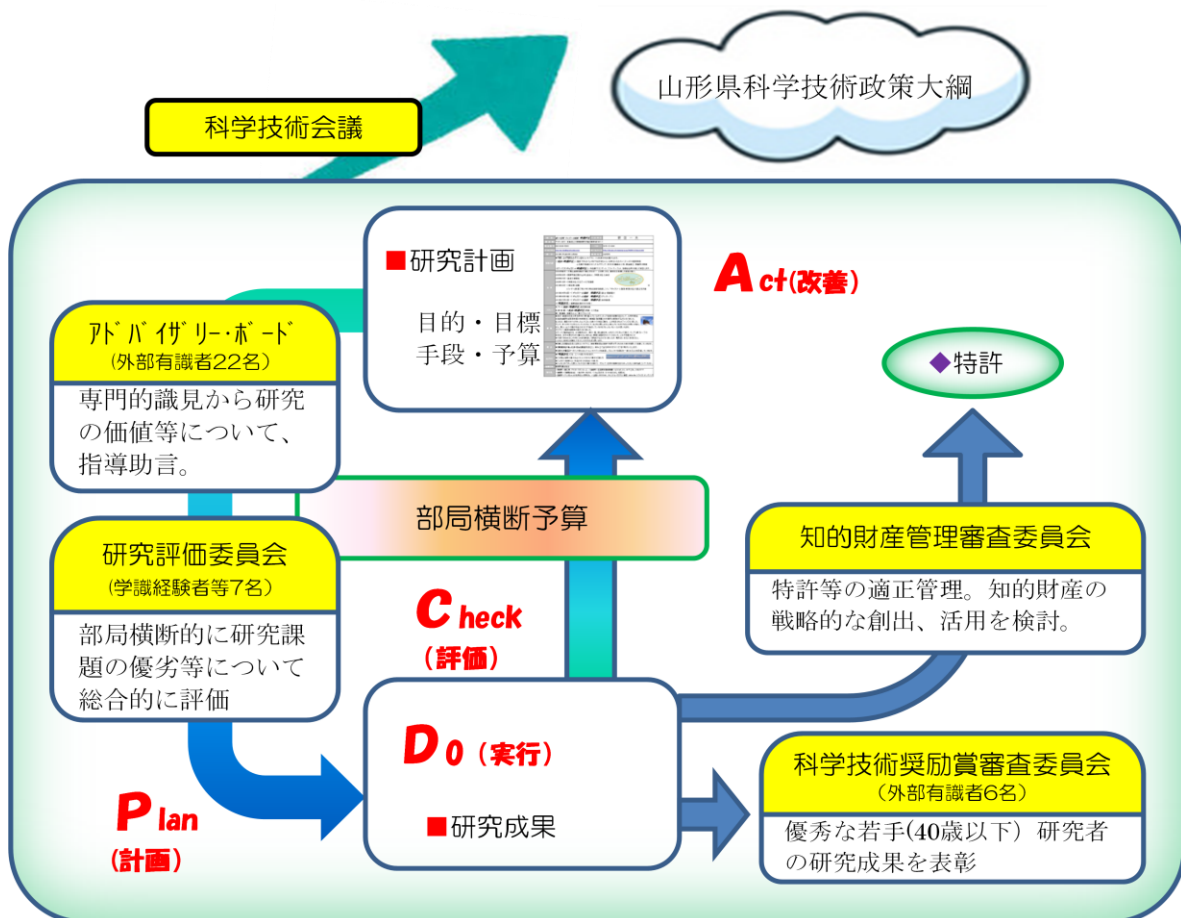 山形県科学技術政策大綱
科学技術会議
■研究計画
目的・目標
手段・予算
Act(改善)
アドバイザリー・ボード
(外部有識者22名)
専門的識見から研究
の価値等について、
指導助言。
◆特許
部局横断予算
研究評価委員会
(学識経験者等7名)
部局横断的に研究課
題の優劣等について
総合的に評価
知的財産管理審査委員会
特許等の適正管理。知的財産の
戦略的な創出、活用を検討。
Check
(評価)
DO (実行)
■研究成果
Plan
(計画)
科学技術奨励賞審査委員会
(外部有識者6名)
優秀な若手(40歳以下）研究者
の研究成果を表彰